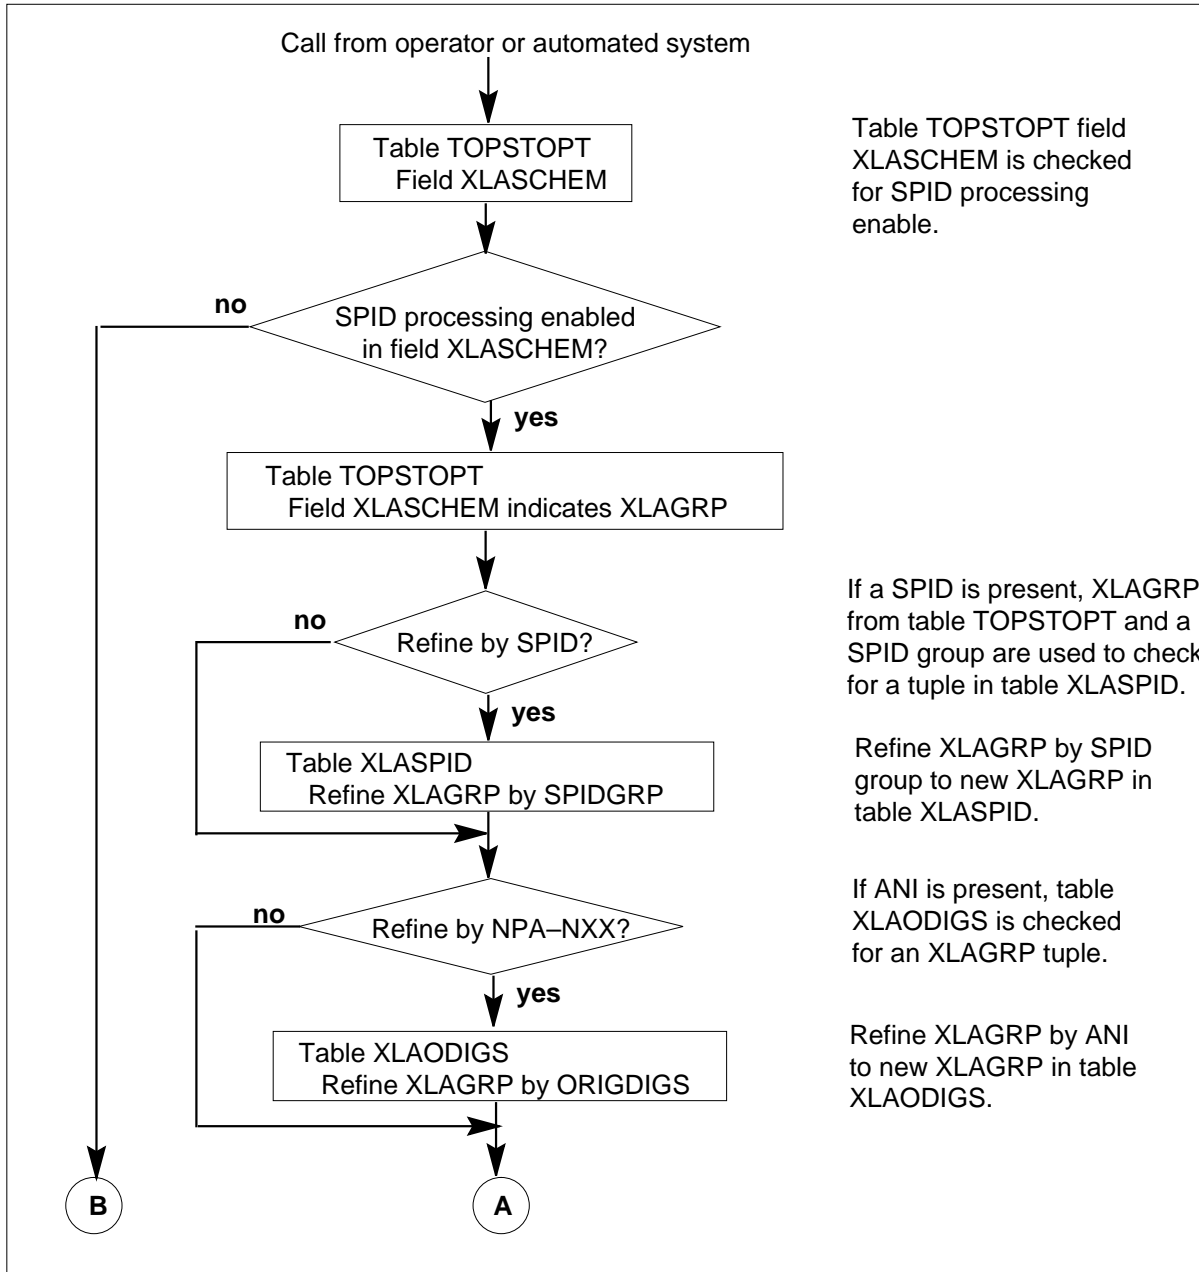 Call from operator or automated system
Table TOPSTOPT
Field XLASCHEM
Table TOPSTOPT field
XLASCHEM is checked
for SPID processing
enable.
no
SPID processing enabled
in field XLASCHEM?
yes
Table TOPSTOPT
Field XLASCHEM indicates XLAGRP
If a SPID is present, XLAGRP
from table TOPSTOPT and a
SPID group are used to check
for a tuple in table XLASPID.
no
Refine by SPID?
yes
Table XLASPID
Refine XLAGRP by SPIDGRP
Refine XLAGRP by SPID
group to new XLAGRP in
table XLASPID.
If ANI is present, table
XLAODIGS is checked
for an XLAGRP tuple.
no
Refine by NPA–NXX?
yes
Table XLAODIGS
Refine XLAGRP by ORIGDIGS
Refine XLAGRP by ANI
to new XLAGRP in table
XLAODIGS.
B
A